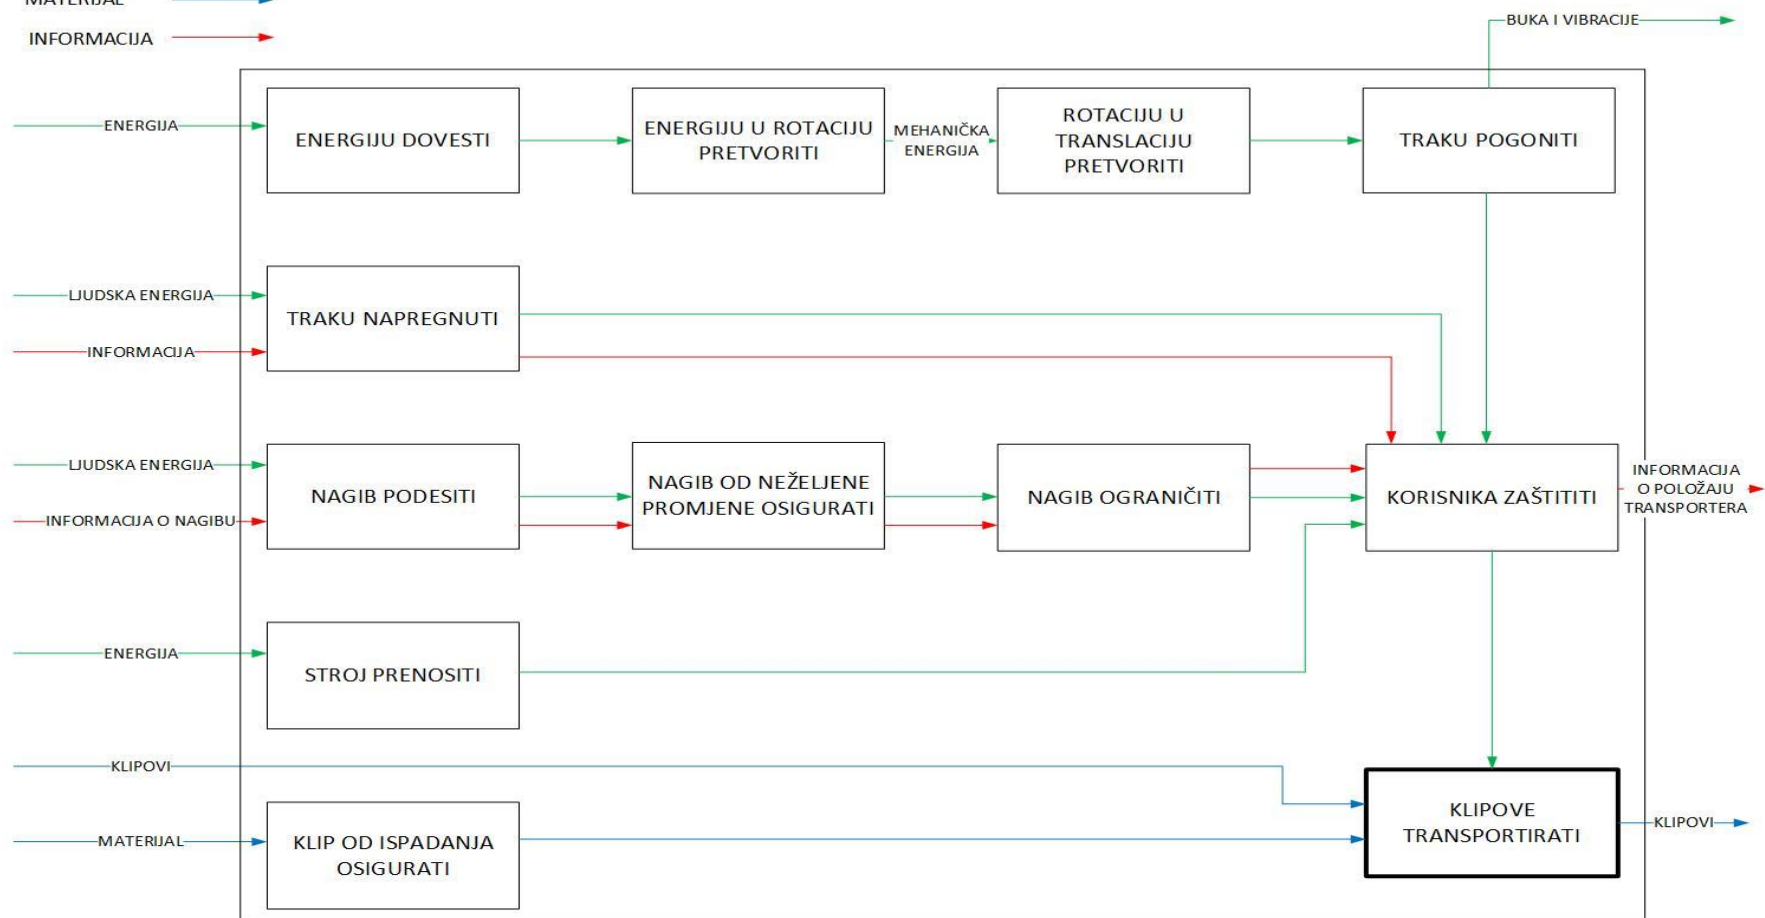 MATERIJAL
INFORMACIJA
BUKA I VIBRACIJE
ENERGIJA
ENERGIJU DOVESTI
ENERGIJU U ROTACIJU
PRETVORITI
MEHANIČKA
ENERGIJA
ROTACIJU U
TRANSLACIJU
PRETVORITI
TRAKU POGONITI
LJUDSKA ENERGIJA
INFORMACIJA
TRAKU NAPREGNUTI
LJUDSKA ENERGIJA
INFORMACIJA O NAGIBU
NAGIB PODESITI
NAGIB OD NEŽELJENE
PROMJENE OSIGURATI
NAGIB OGRANIČITI
KORISNIKA ZAŠTITITI
INFORMACIJA
O POLOŽAJU
TRANSPORTERA
ENERGIJA
STROJ PRENOSITI
KLIPOVI
MATERIJAL
KLIP OD ISPADANJA
OSIGURATI
KLIPOVE
TRANSPORTIRATI
KLIPOVI